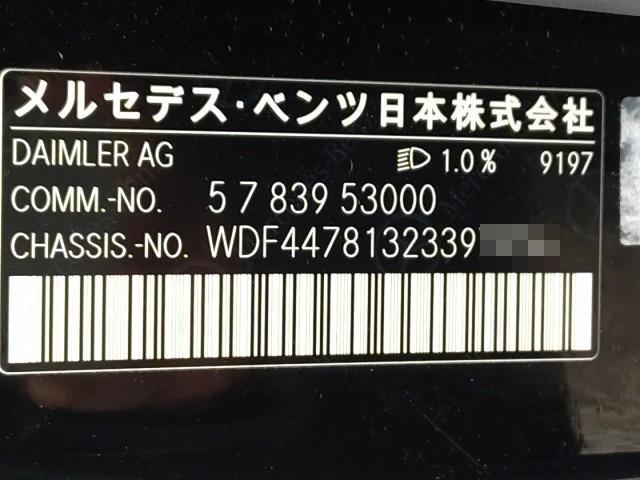 メルセデス・ベンツ日本株式会社
DAIMLER AG 1.0 % 9197
COMM.-NO. 5 7 839 53000
CHASSIS.-NO. WDF4478132339